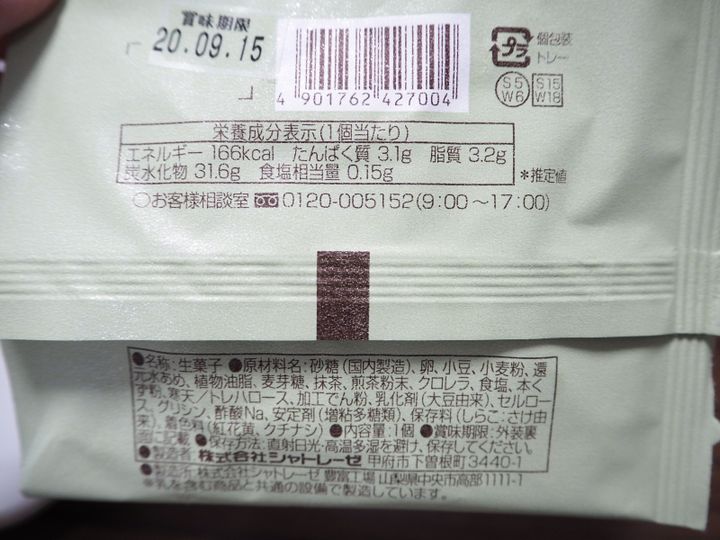 賞味期限
20.09.15
4 901762 427004
プラ
個包装
トレー
S5
W6
S15
W18
栄養成分表示(1個当たり)
エネルギー 166kcal たんぱく質 3.1g 脂質 3.2g
炭水化物 31.6g 食塩相当量 0.15g
*推定値
○お客様相談室 0120-005152(9:00~17:00)
●名称:生菓子 ●原材料名:砂糖(国内製造)、卵、小豆、小麦粉、還
元水あめ、植物油脂、麦芽糖、抹茶、煎茶粉末、クロレラ、食塩、本く
ず粉、寒天/トレハロース、加工でん粉、乳化剤(大豆由来)、セルロー
ス、グリシン、酢酸Na、安定剤(増粘多糖類)、保存料(しらこ:さけ由
来)、着色料(紅花黄、クチナシ) ●内容量:1個 ●賞味期限:外装裏
面に記載 ●保存方法:直射日光・高温多湿を避け、保存してください。
●製造者:株式会社シャトレーゼ 甲府市下曽根町3440-1
●製造所:株式会社シャトレーゼ 豊富工場 山梨県中央市高部1111-1
*乳を含む商品と共通の設備で製造しています。